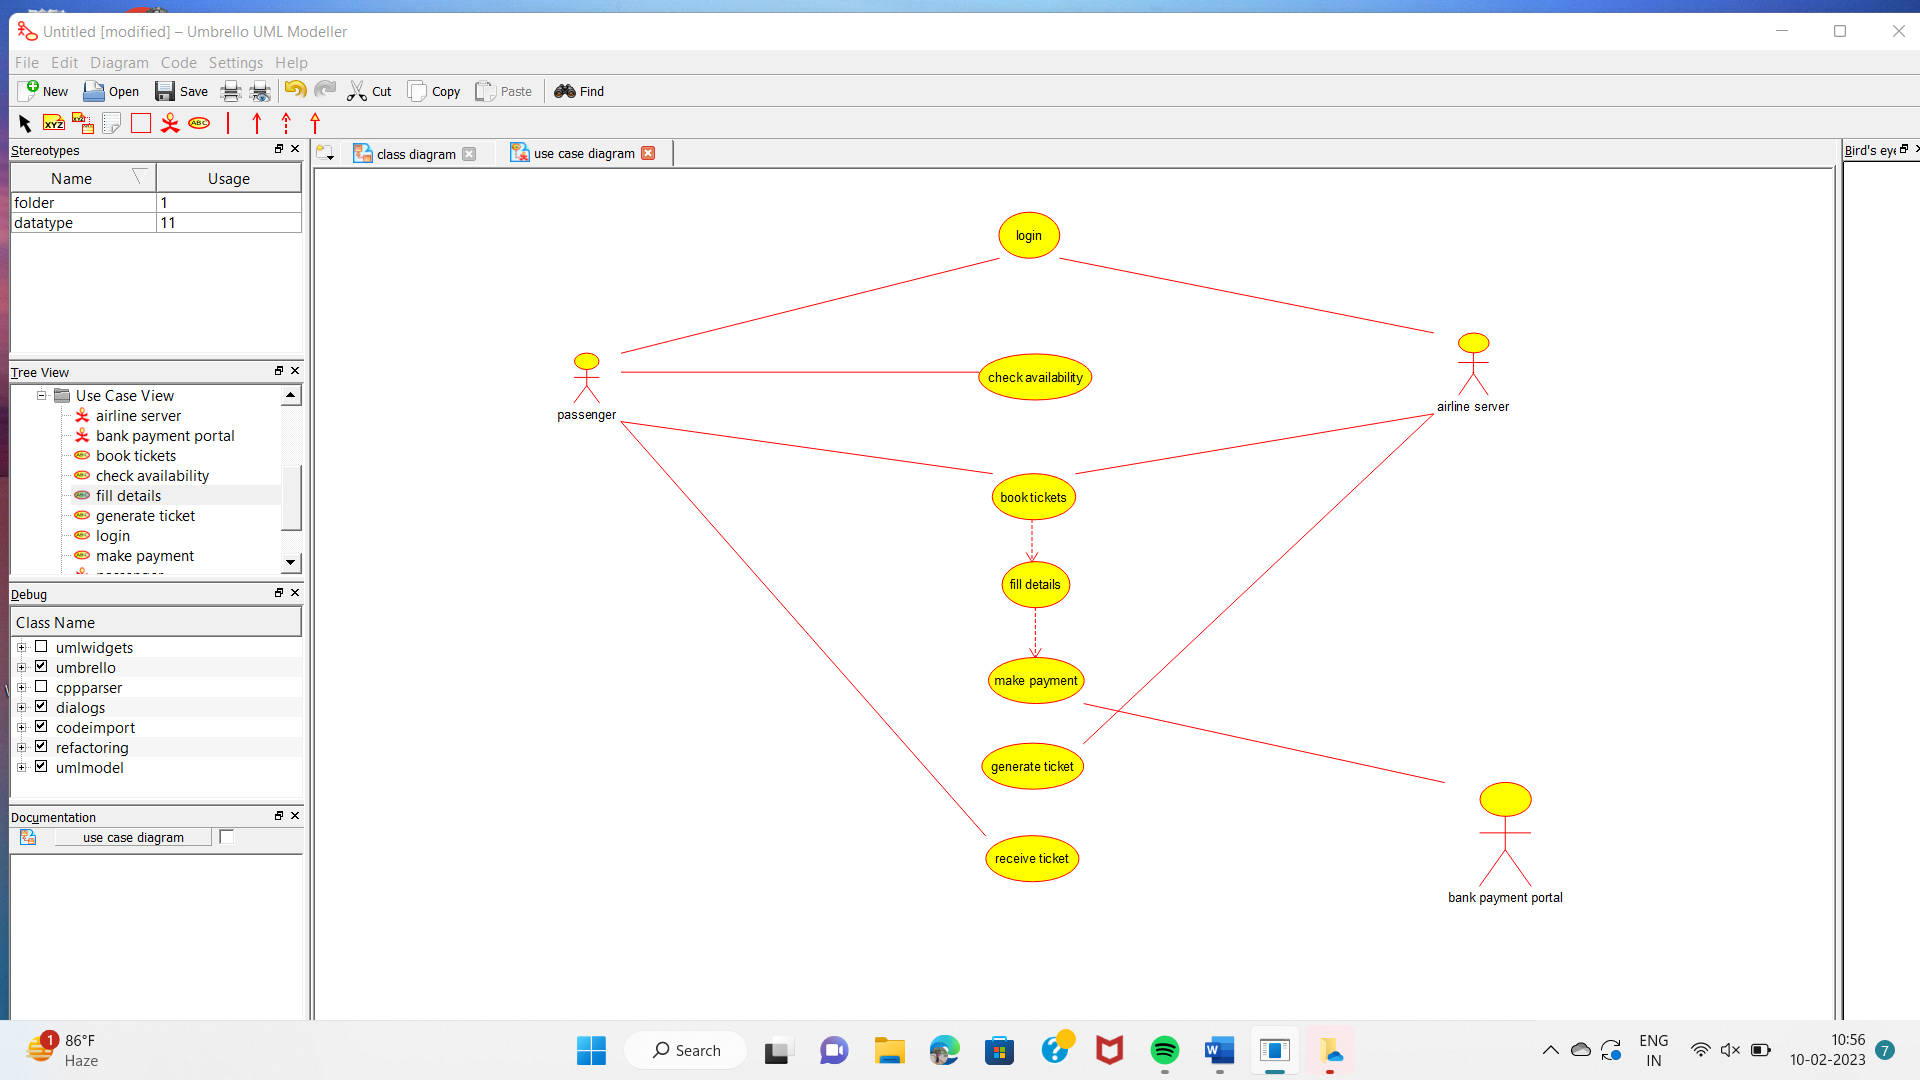 Untitled [modified] – Umbrello UML Modeller
File Edit Diagram Code Settings Help
New Open Save Cut Copy Paste Find
XYZ ABC
Stereotypes
Name Usage
folder 1
datatype 11
Tree View
Use Case View
airline server
bank payment portal
book tickets
check availability
fill details
generate ticket
login
make payment
Debug
Class Name
umlwidgets
umbrello
cppparser
dialogs
codeimport
refactoring
umlmodel
Documentation
use case diagram
class diagram use case diagram
Bird's eye
login
passenger
check availability
airline server
book tickets
fill details
make payment
generate ticket
receive ticket
bank payment portal
1 86°F
Haze
Search
ENG
IN
10:56
10-02-2023
7